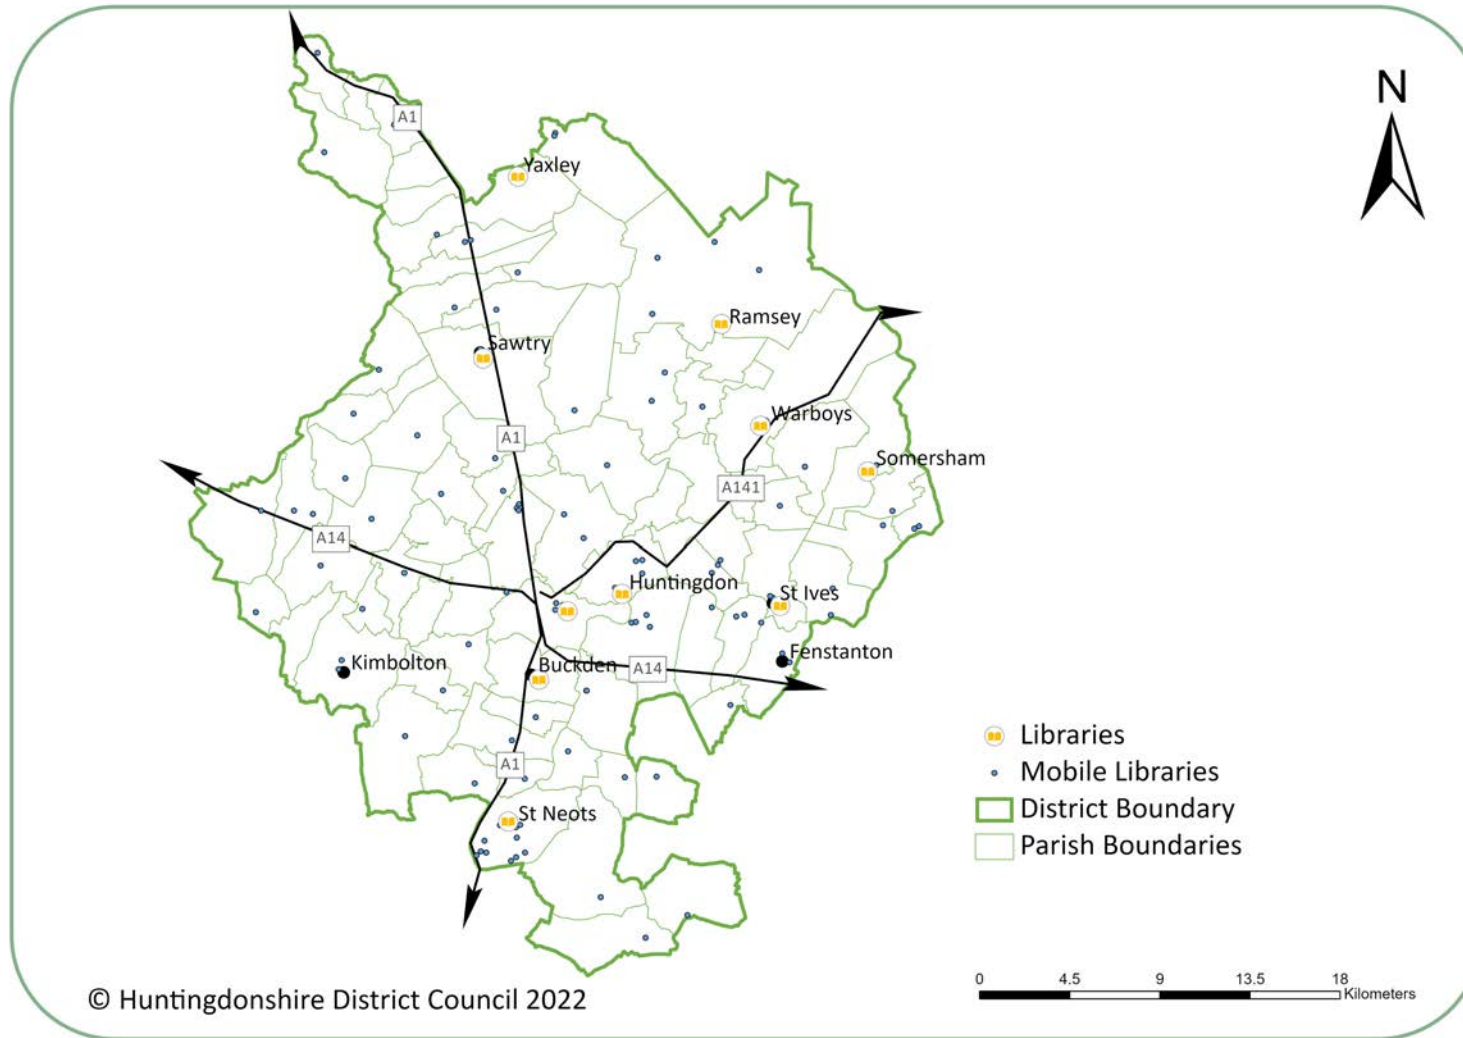 N
A1
Yaxley
Ramsey
Sawtry
Warboys
A1
Somersham
A141
A14
Huntingdon
St Ives
Fenstanton
Kimbolton
Buckden
A14
Libraries
A1
Mobile Libraries
District Boundary
St Neots
Parish Boundaries
0 4.5 9 13.5 18
Kilometers
© Huntingdonshire District Council 2022